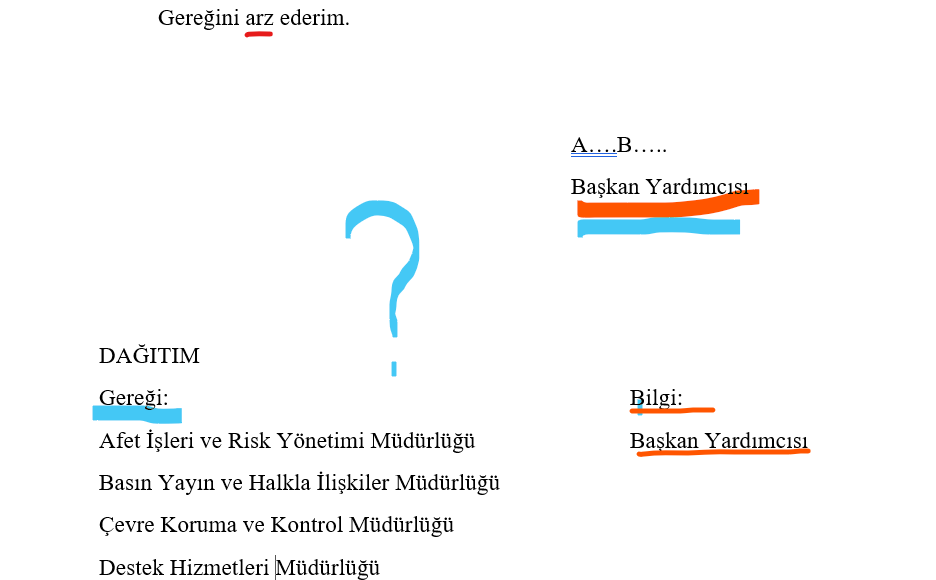 Gereğini arz ederim.
A….B…..
Başkan Yardımcısı
?
DAĞITIM
Gereği:
Bilgi:
Afet İşleri ve Risk Yönetimi Müdürlüğü
Başkan Yardımcısı
Basın Yayın ve Halkla İlişkiler Müdürlüğü
Çevre Koruma ve Kontrol Müdürlüğü
Destek Hizmetleri Müdürlüğü